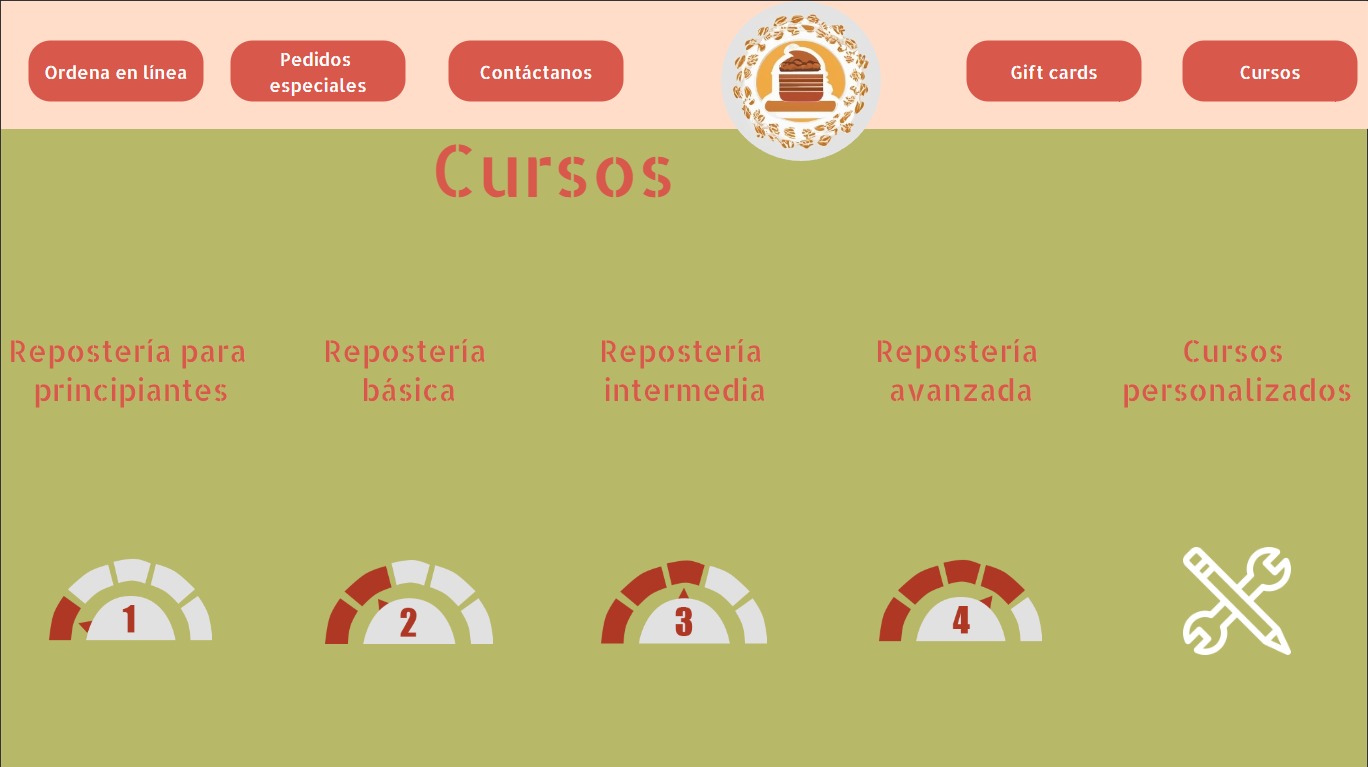 Ordena en línea
Pedidos
especiales
Contáctanos
Gift cards
Cursos
Cursos
Repostería para
principiantes
Repostería
básica
Repostería
intermedia
Repostería
avanzada
Cursos
personalizados
1
2
3
4